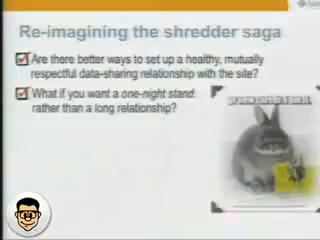 Re-imagining the shredder saga
Are there better ways to set up a healthy, mutually
respectful data-sharing relationship with the site?
What if you want a one-night stand
rather than a long relationship?